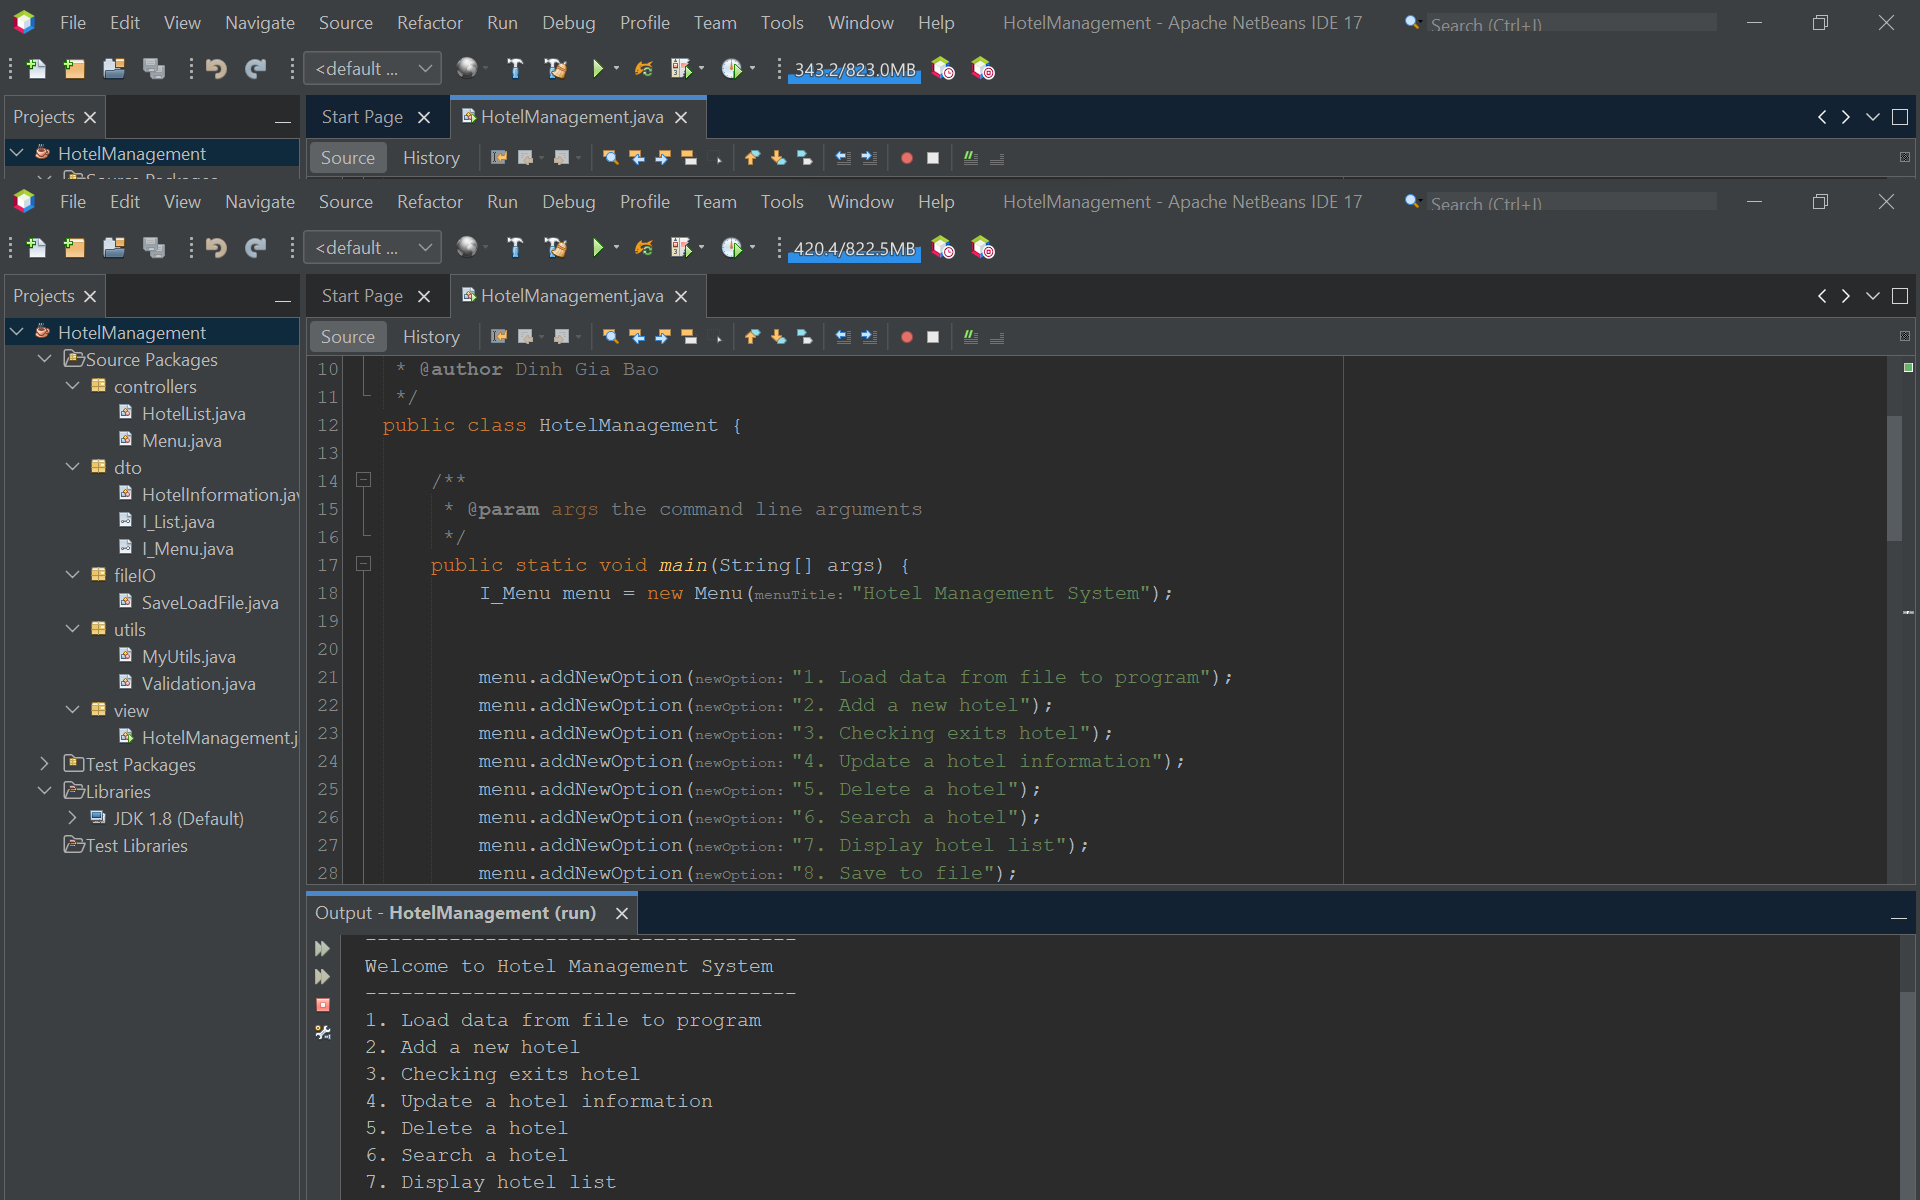 File Edit View Navigate Source Refactor Run Debug Profile Team Tools Window Help HotelManagement - Apache NetBeans IDE 17 Search (Ctrl+I)
<default ... 343.2/823.0MB
Projects Start Page HotelManagement.java
HotelManagement Source History
Source Packages
File Edit View Navigate Source Refactor Run Debug Profile Team Tools Window Help HotelManagement - Apache NetBeans IDE 17 Search (Ctrl+I)
<default ... 420.4/822.5MB
Projects Start Page HotelManagement.java
Source History
HotelManagement
Source Packages
controllers
HotelList.java
Menu.java
dto
HotelInformation.jav
I_List.java
I_Menu.java
fileIO
SaveLoadFile.java
utils
MyUtils.java
Validation.java
view
HotelManagement.j
Test Packages
Libraries
JDK 1.8 (Default)
Test Libraries
10 * @author Dinh Gia Bao
11 */
12 public class HotelManagement {
13
14 /**
15 * @param args the command line arguments
16 */
17 public static void main(String[] args) {
18 I_Menu menu = new Menu(menuTitle: "Hotel Management System");
19
20
21 menu.addNewOption(newOption: "1. Load data from file to program");
22 menu.addNewOption(newOption: "2. Add a new hotel");
23 menu.addNewOption(newOption: "3. Checking exits hotel");
24 menu.addNewOption(newOption: "4. Update a hotel information");
25 menu.addNewOption(newOption: "5. Delete a hotel");
26 menu.addNewOption(newOption: "6. Search a hotel");
27 menu.addNewOption(newOption: "7. Display hotel list");
28 menu.addNewOption(newOption: "8. Save to file");
Output - HotelManagement (run)
------------------------------------
Welcome to Hotel Management System
------------------------------------
1. Load data from file to program
2. Add a new hotel
3. Checking exits hotel
4. Update a hotel information
5. Delete a hotel
6. Search a hotel
7. Display hotel list